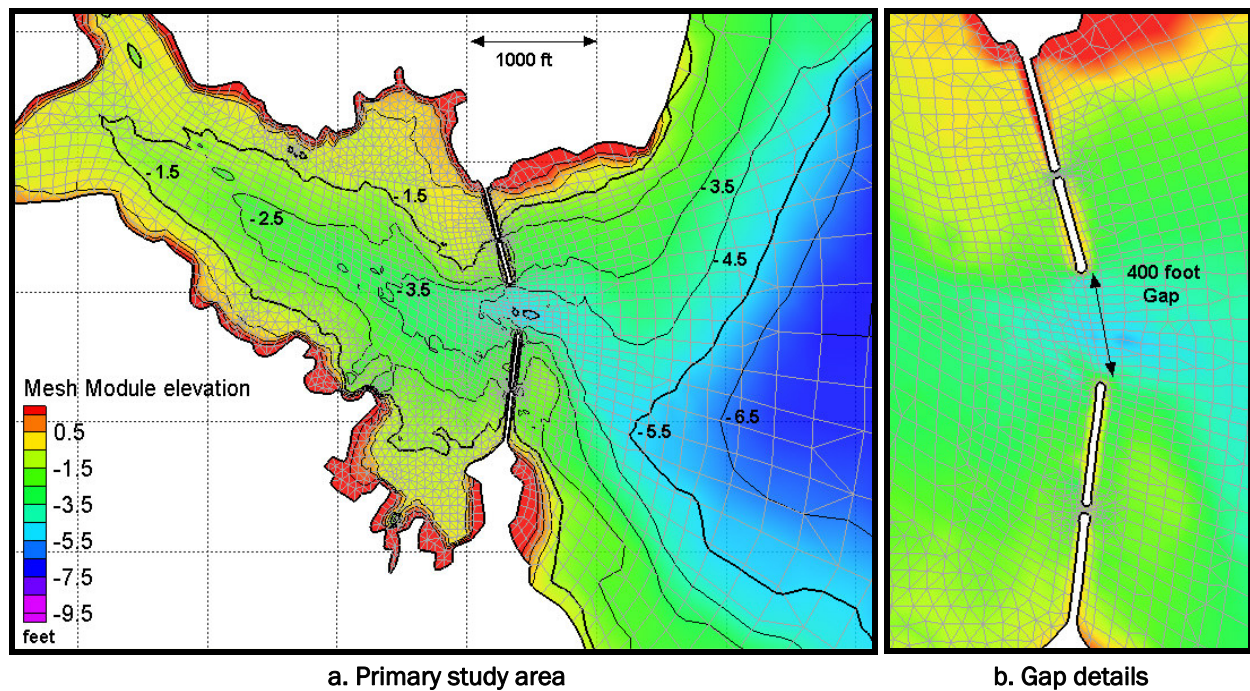 1000 ft
-1.5
-1.5
-2.5
-3.5
-3.5
-4.5
-5.5
-6.5
Mesh Module elevation
0.5
-1.5
-3.5
-5.5
-7.5
-9.5
feet
400 foot
Gap
a. Primary study area
b. Gap details